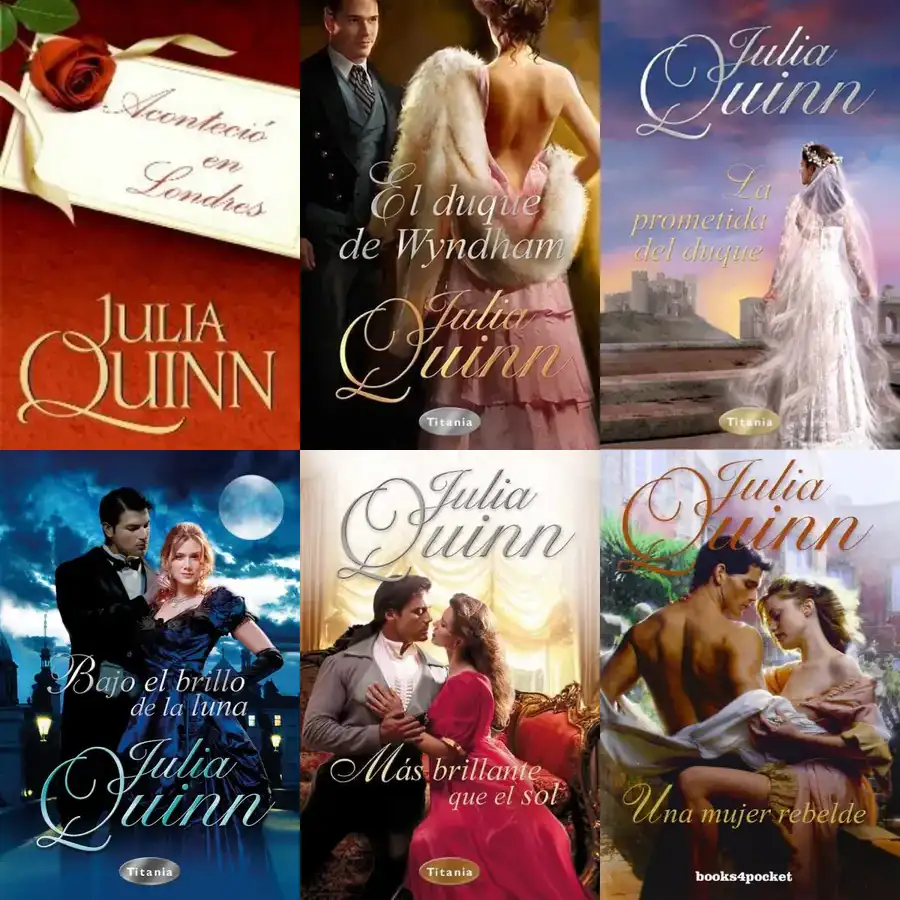 Aconteció
en
Londres
JULIA
QUINN
El duque
de Wyndham
Julia
Quinn
Titania
Julia
Quinn
La
prometida
del duque
Titania
Bajo el brillo
de la luna
Julia
Quinn
Titania
Julia
Quinn
Más brillante
que el sol
Titania
Julia
Quinn
Una mujer rebelde
books4pocket